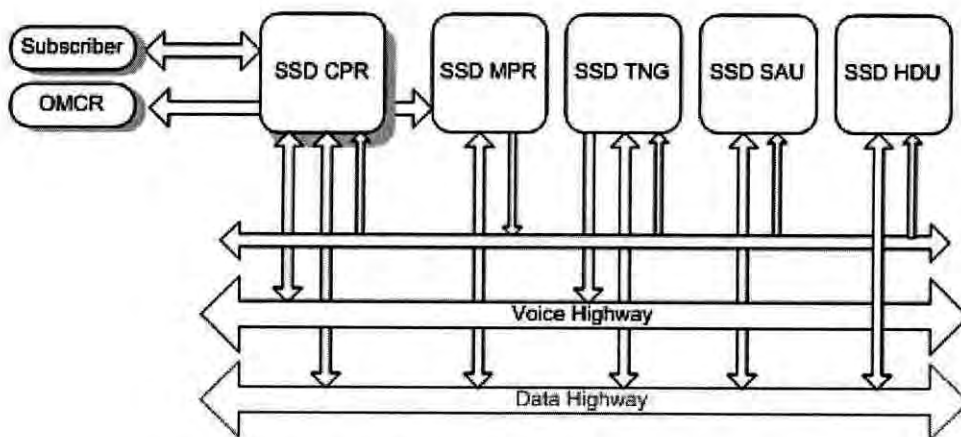 Subscriber
OMCR
SSD CPR
SSD MPR
SSD TNG
SSD SAU
SSD HDU
Voice Highway
Data Highway